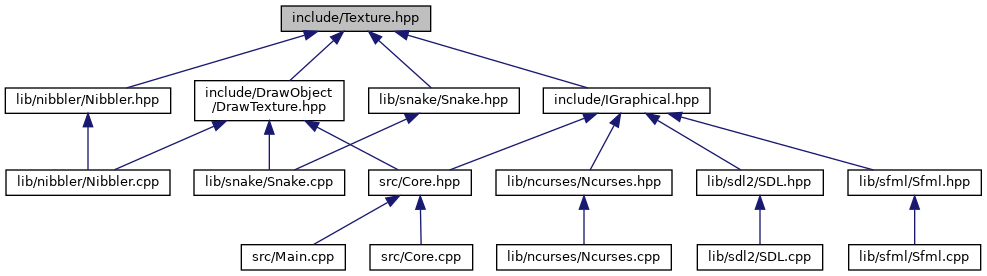 include/Texture.hpp
lib/nibbler/Nibbler.hpp
include/DrawObject
/DrawTexture.hpp
lib/snake/Snake.hpp
include/IGraphical.hpp
lib/nibbler/Nibbler.cpp
lib/snake/Snake.cpp
src/Core.hpp
lib/ncurses/Ncurses.hpp
lib/sdl2/SDL.hpp
lib/sfml/Sfml.hpp
src/Main.cpp
src/Core.cpp
lib/ncurses/Ncurses.cpp
lib/sdl2/SDL.cpp
lib/sfml/Sfml.cpp